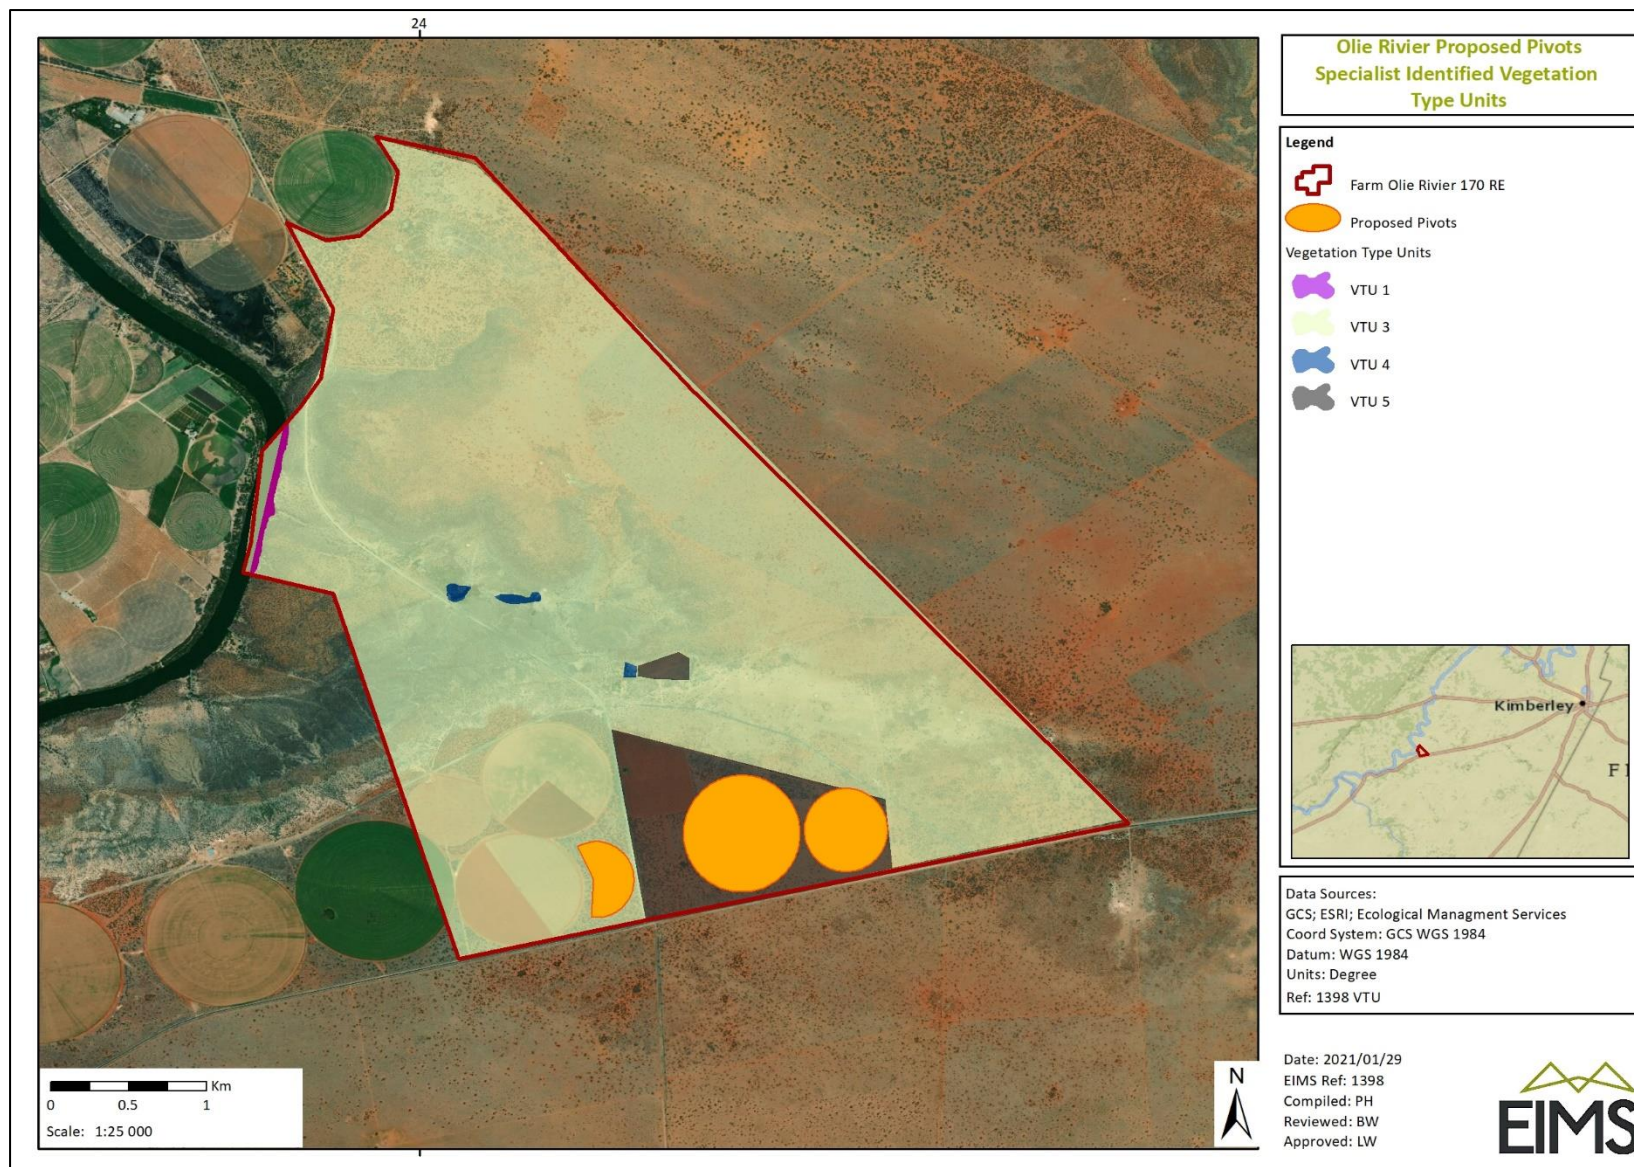 24
Olie Rivier Proposed Pivots
Specialist Identified Vegetation
Type Units
Legend
Farm Olie Rivier 170 RE
Proposed Pivots
Vegetation Type Units
VTU 1
VTU 3
VTU 4
VTU 5
Kimberley
F
Data Sources:
GCS; ESRI; Ecological Managment Services
Coord System: GCS WGS 1984
Datum: WGS 1984
Units: Degree
Ref: 1398 VTU
Date: 2021/01/29
EIMS Ref: 1398
Compiled: PH
Reviewed: BW
Approved: LW
EIMS
N
Km
0 0.5 1
Scale: 1:25 000